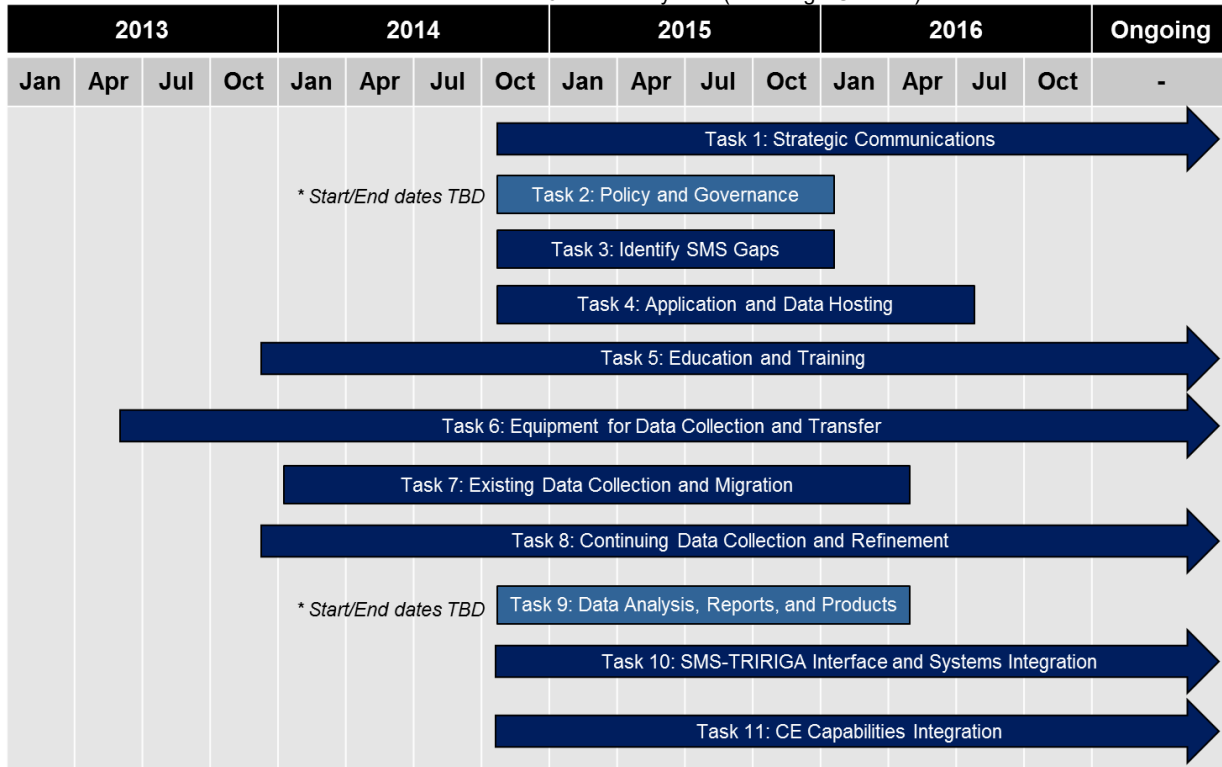 2013 2014 2015 2016 Ongoing
Jan Apr Jul Oct Jan Apr Jul Oct Jan Apr Jul Oct Jan Apr Jul Oct -
Task 1: Strategic Communications
* Start/End dates TBD Task 2: Policy and Governance
Task 3: Identify SMS Gaps
Task 4: Application and Data Hosting
Task 5: Education and Training
Task 6: Equipment for Data Collection and Transfer
Task 7: Existing Data Collection and Migration
Task 8: Continuing Data Collection and Refinement
* Start/End dates TBD Task 9: Data Analysis, Reports, and Products
Task 10: SMS-TRIRIGA Interface and Systems Integration
Task 11: CE Capabilities Integration